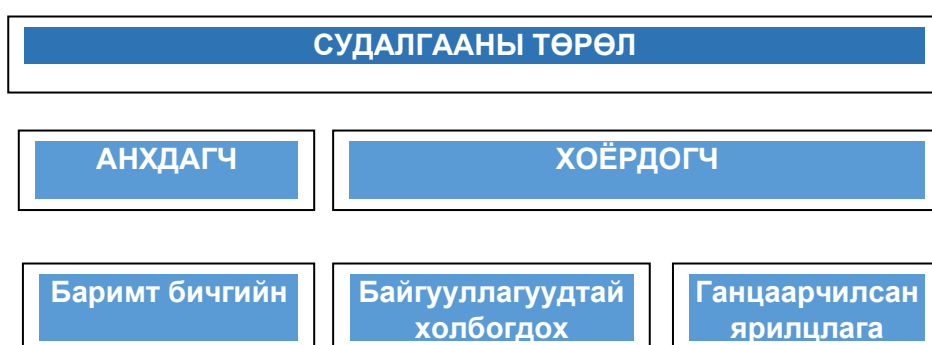 СУДАЛГААНЫ ТӨРӨЛ
АНХДАГЧ
ХОЁРДОГЧ
Баримт бичгийн
Байгууллагуудтай
холбогдох
Ганцаарчилсан
ярилцлага